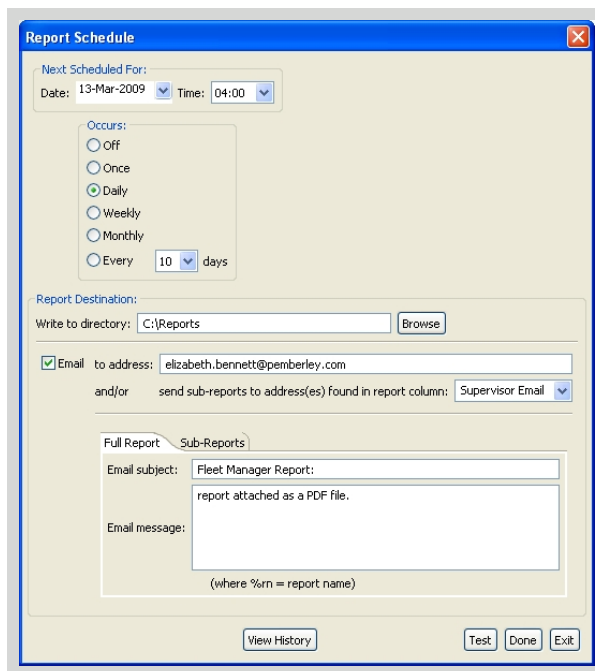 Report Schedule
Next Scheduled For:
Date: 13-Mar-2009 Time: 04:00
Occurs:
Off
Once
Daily
Weekly
Monthly
Every 10 days
Report Destination:
Write to directory: C:\Reports Browse
Email to address: elizabeth.bennett@pemberley.com
and/or send sub-reports to address(es) found in report column: Supervisor Email
Full Report Sub-Reports
Email subject: Fleet Manager Report:
report attached as a PDF file.
Email message:
(where %rn = report name)
View History Test Done Exit